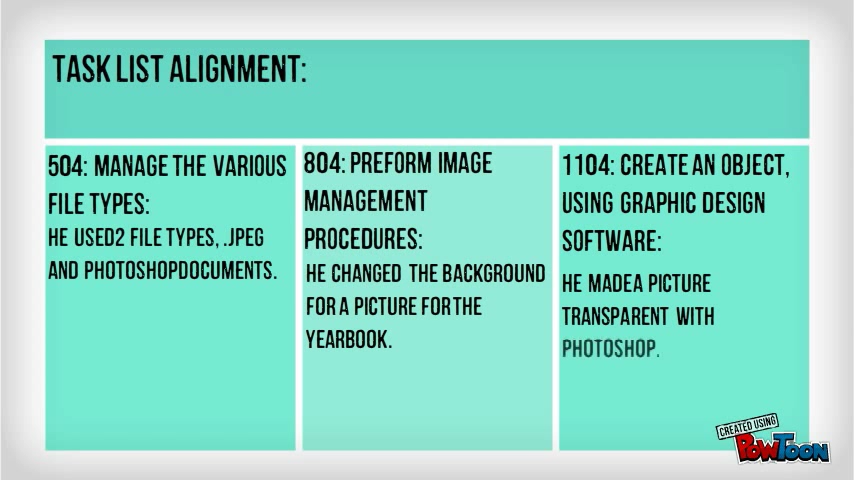 TASK LIST ALIGNMENT:
504: MANAGE THE VARIOUS
FILE TYPES:
HE USED2 FILE TYPES, .JPEG
AND PHOTOSHOPDOCUMENTS.
804: PREFORM IMAGE
MANAGEMENT
PROCEDURES:
HE CHANGED THE BACKGROUND
FOR A PICTURE FOR THE
YEARBOOK.
1104: CREATE AN OBJECT,
USING GRAPHIC DESIGN
SOFTWARE:
HE MADEA PICTURE
TRANSPARENT WITH
PHOTOSHOP.
CREATED USING
POWTOON